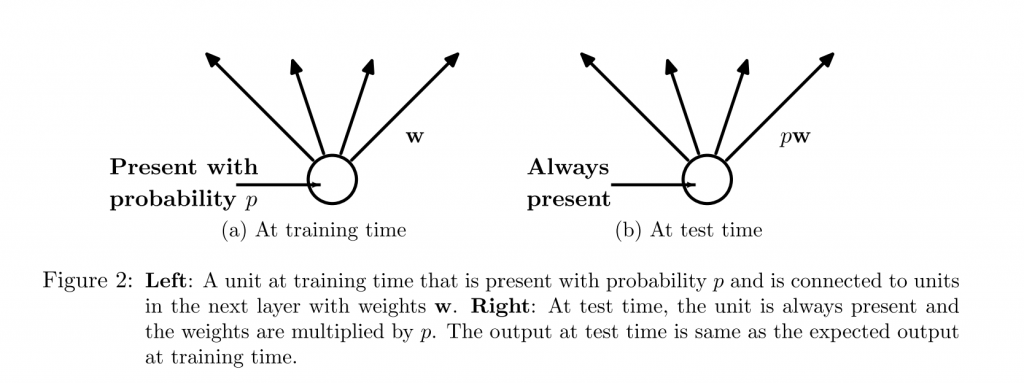 w
Present with
probability p
(a) At training time
pw
Always
present
(b) At test time
Figure 2: Left: A unit at training time that is present with probability p and is connected to units
in the next layer with weights w. Right: At test time, the unit is always present and
the weights are multiplied by p. The output at test time is same as the expected output
at training time.